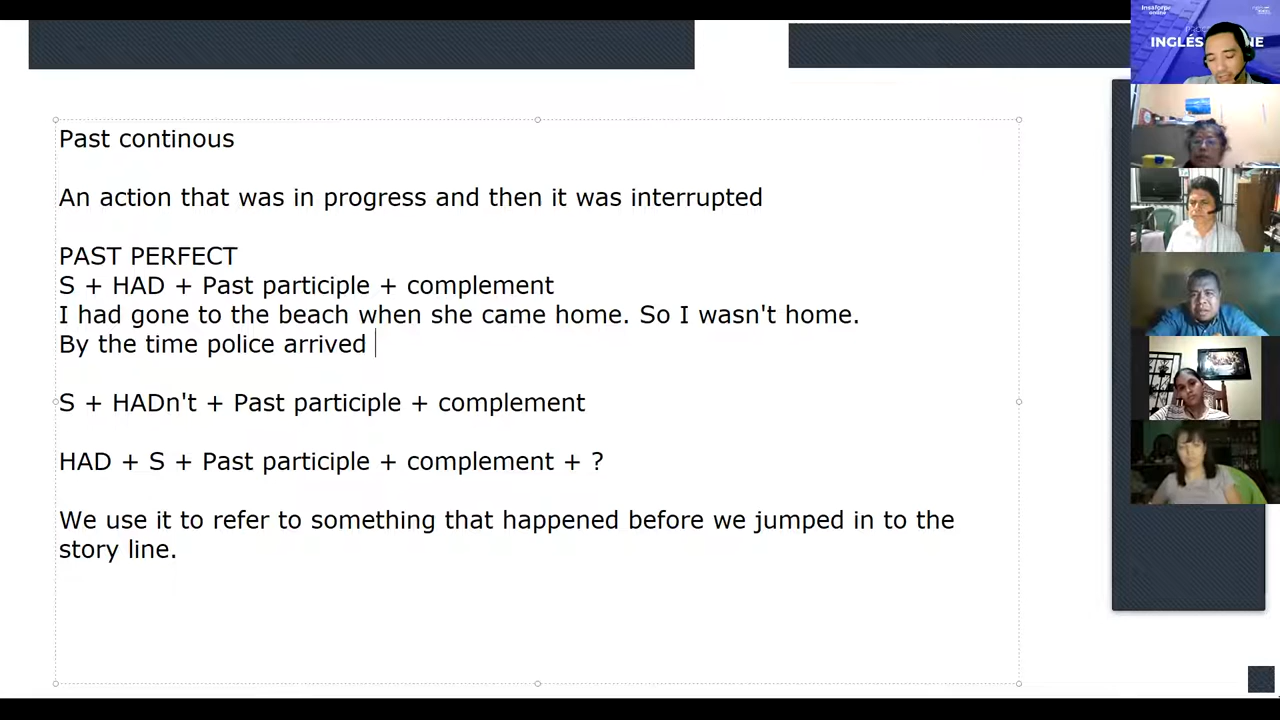 Past continous
An action that was in progress and then it was interrupted
PAST PERFECT
S + HAD + Past participle + complement
I had gone to the beach when she came home. So I wasn't home.
By the time police arrived
S + HADn't + Past participle + complement
HAD + S + Past participle + complement + ?
We use it to refer to something that happened before we jumped in to the
story line.
Insaforp
online
INGLÉS
NE